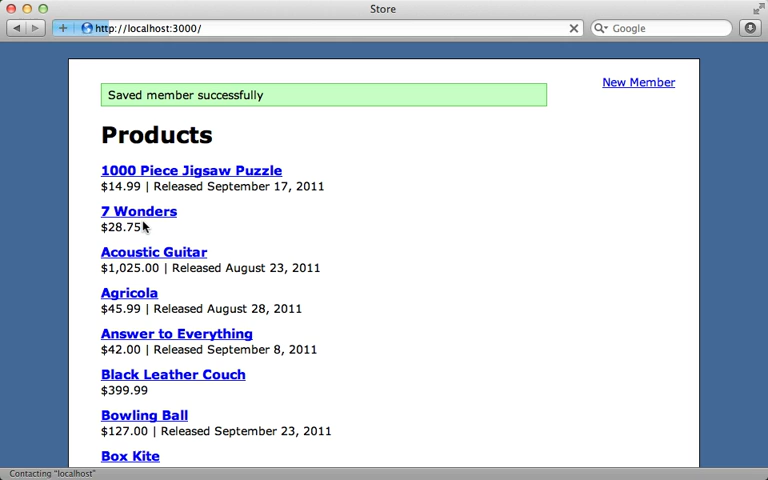 Store
http://localhost:3000/
Google
New Member
Saved member successfully
Products
1000 Piece Jigsaw Puzzle
$14.99 | Released September 17, 2011
7 Wonders
$28.75
Acoustic Guitar
$1,025.00 | Released August 23, 2011
Agricola
$45.99 | Released August 28, 2011
Answer to Everything
$42.00 | Released September 8, 2011
Black Leather Couch
$399.99
Bowling Ball
$127.00 | Released September 23, 2011
Box Kite
Contacting "localhost"